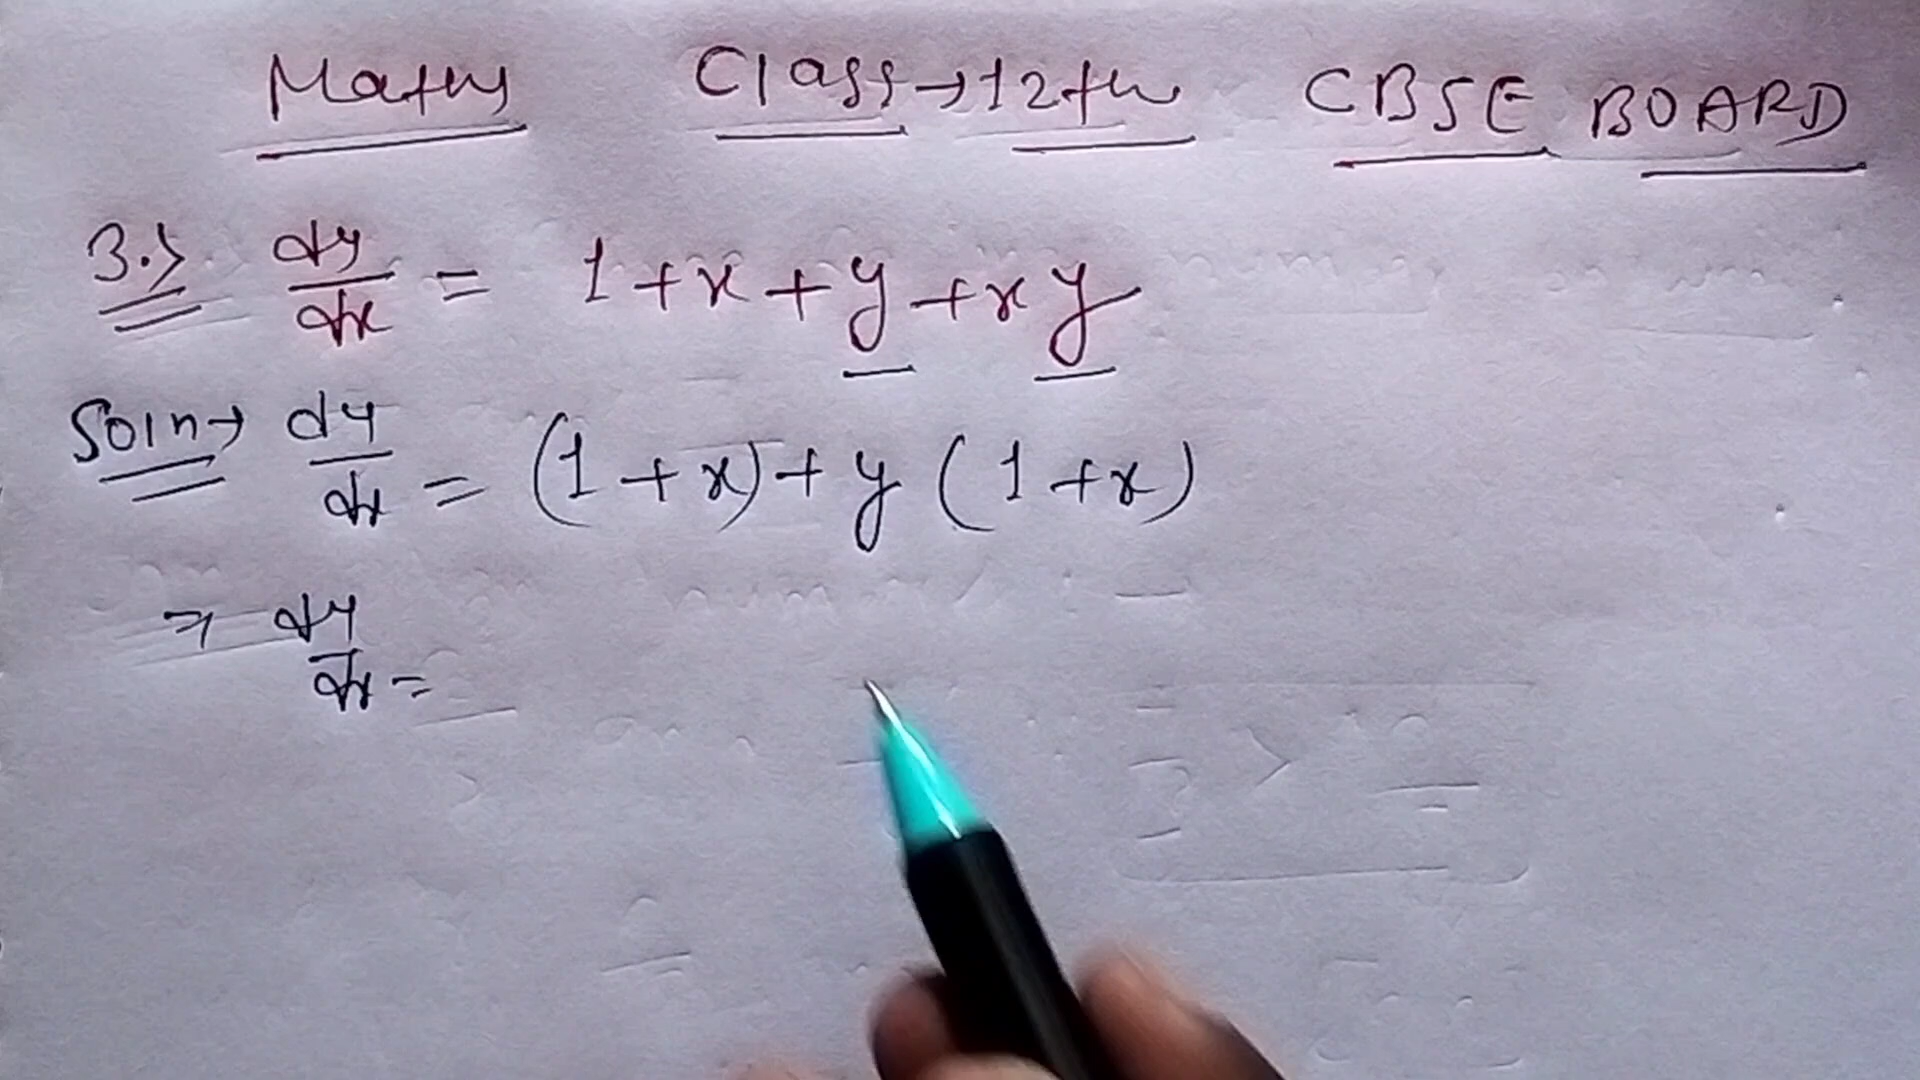 Maths Class→12th CBSE BOARD
3.> dy/dx = 1+x+y+xy
Soln→ dy/dx = (1+x)+y(1+x)
⇒ dy/dx =